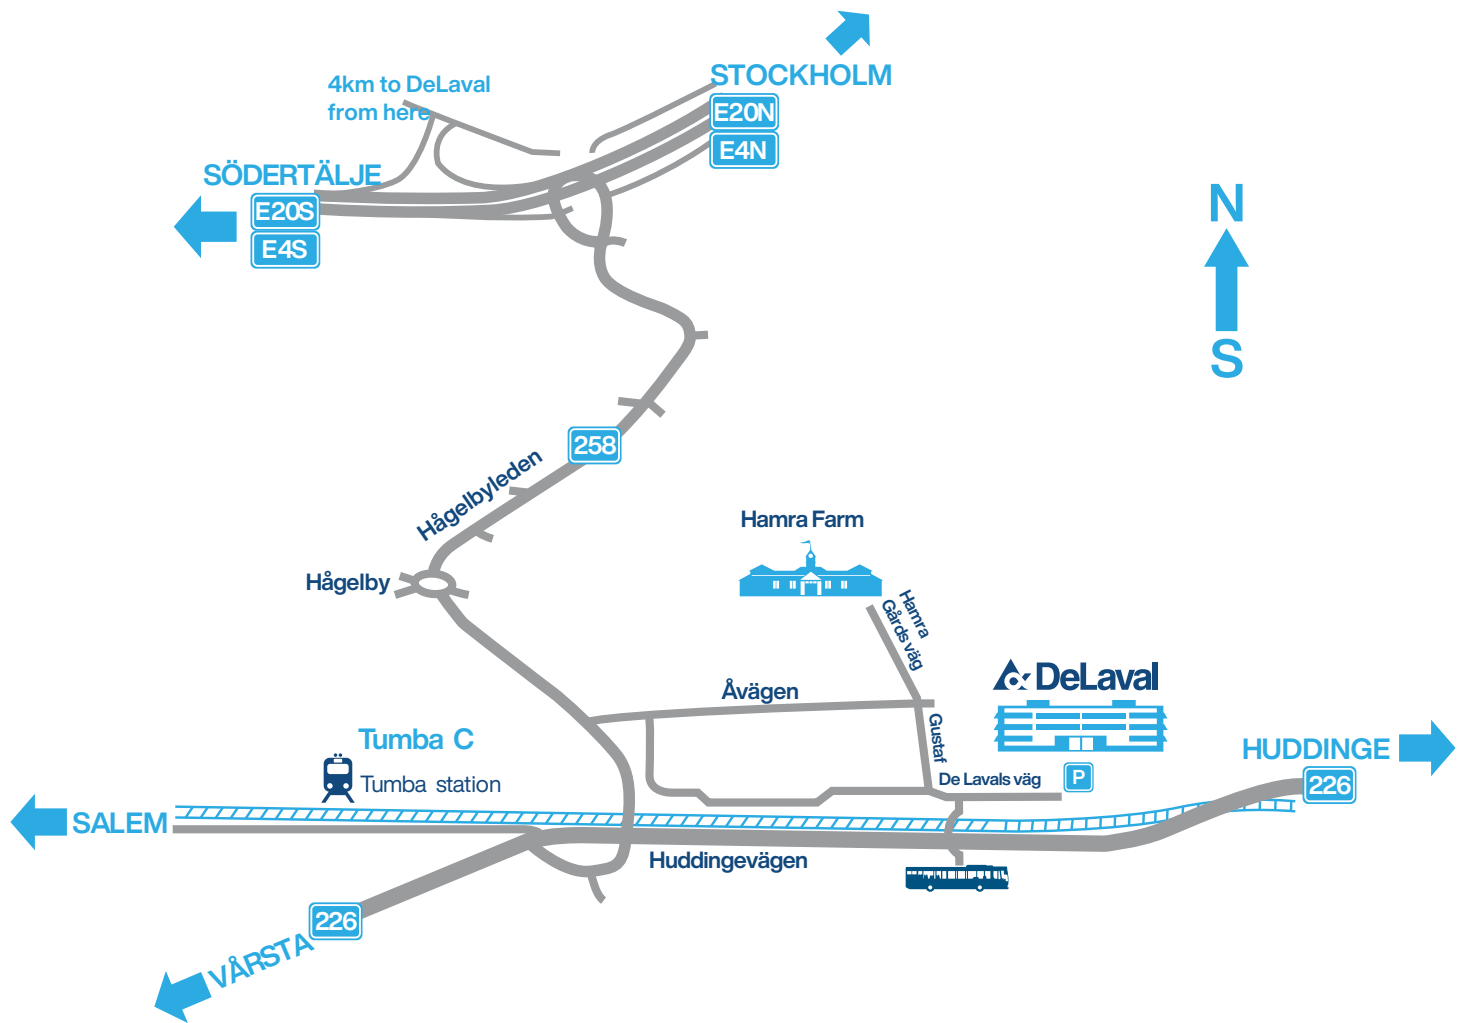 4km to DeLaval
from here
STOCKHOLM
E20N
E4N
SÖDERTÄLJE
E20S
E4S
N
S
258
Hågelbyleden
Hågelby
Hamra Farm
Hamra
Gårds väg
Åvägen
Gustaf
De Lavals väg
DeLaval
P
Tumba C
Tumba station
HUDDINGE
226
SALEM
Huddingevägen
226
VÅRSTA